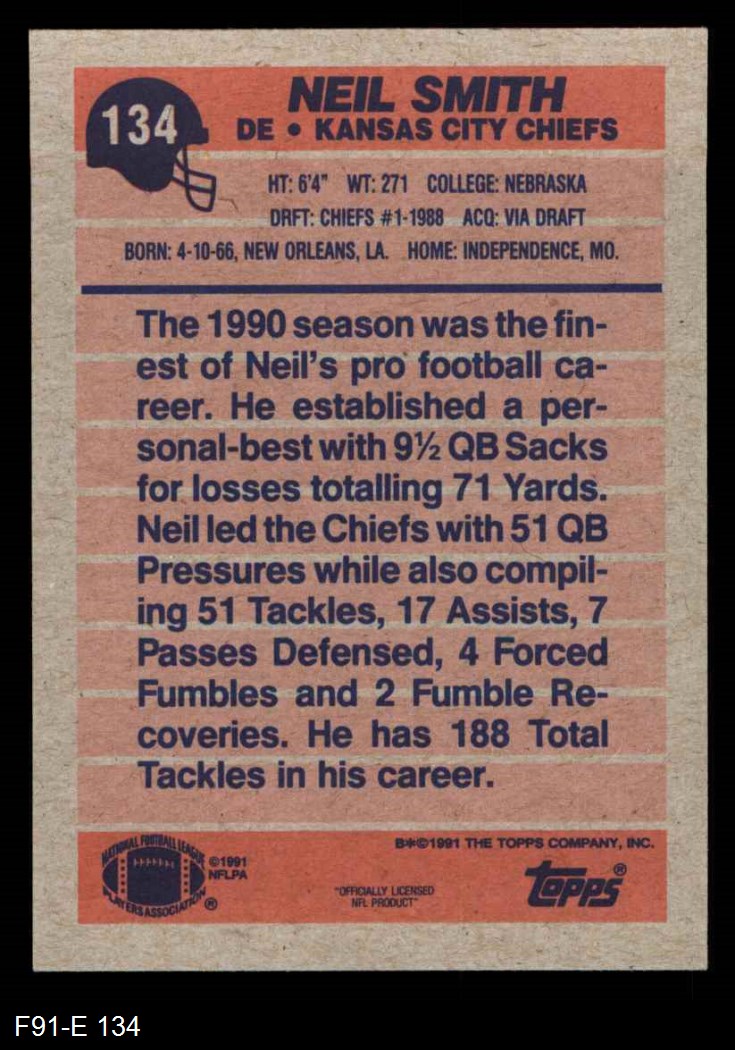 134
NEIL SMITH
DE • KANSAS CITY CHIEFS
HT: 6'4" WT: 271 COLLEGE: NEBRASKA
DRFT: CHIEFS #1-1988 ACQ: VIA DRAFT
BORN: 4-10-66, NEW ORLEANS, LA. HOME: INDEPENDENCE, MO.
The 1990 season was the fin-
est of Neil's pro football ca-
reer. He established a per-
sonal-best with 9½ QB Sacks
for losses totalling 71 Yards.
Neil led the Chiefs with 51 QB
Pressures while also compil-
ing 51 Tackles, 17 Assists, 7
Passes Defensed, 4 Forced
Fumbles and 2 Fumble Re-
coveries. He has 188 Total
Tackles in his career.
NATIONAL FOOTBALL LEAGUE
PLAYERS ASSOCIATION ®
©1991
NFLPA
B*©1991 THE TOPPS COMPANY, INC.
"OFFICIALLY LICENSED
NFL PRODUCT"
topps®
F91-E 134